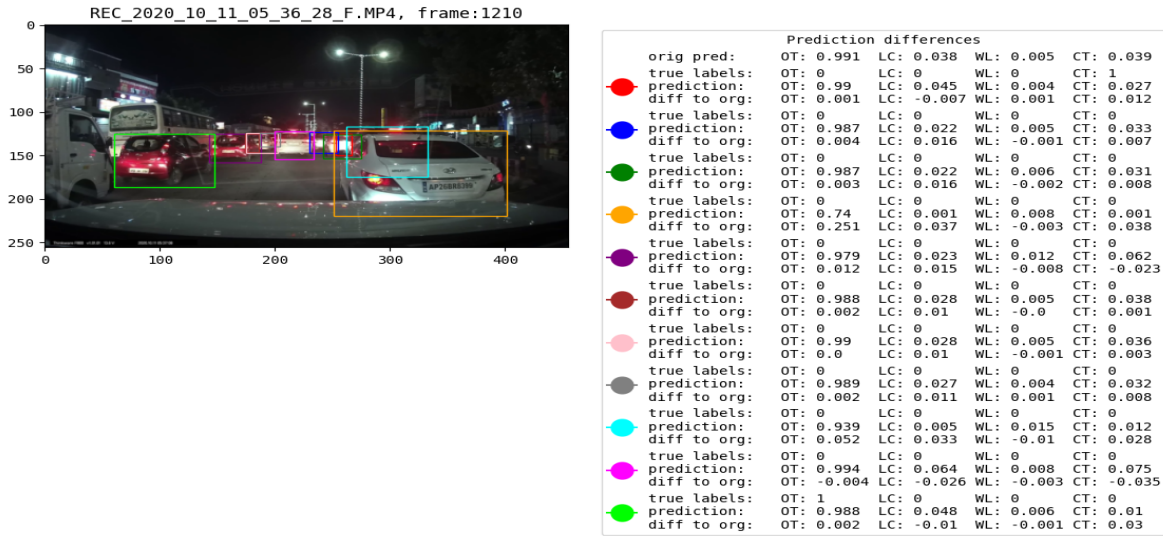 REC_2020_10_11_05_36_28_F.MP4, frame:1210
0
50
100
150
200
250
0 100 200 300 400
AP26BR8399
Prediction differences
orig pred: OT: 0.991 LC: 0.038 WL: 0.005 CT: 0.039
true labels: OT: 0 LC: 0 WL: 0 CT: 1
prediction: OT: 0.99 LC: 0.045 WL: 0.004 CT: 0.027
diff to org: OT: 0.001 LC: -0.007 WL: 0.001 CT: 0.012
true labels: OT: 0 LC: 0 WL: 0 CT: 0
prediction: OT: 0.987 LC: 0.022 WL: 0.005 CT: 0.033
diff to org: OT: 0.004 LC: 0.016 WL: -0.001 CT: 0.007
true labels: OT: 0 LC: 0 WL: 0 CT: 0
prediction: OT: 0.987 LC: 0.022 WL: 0.006 CT: 0.031
diff to org: OT: 0.003 LC: 0.016 WL: -0.002 CT: 0.008
true labels: OT: 0 LC: 0 WL: 0 CT: 0
prediction: OT: 0.74 LC: 0.001 WL: 0.008 CT: 0.001
diff to org: OT: 0.251 LC: 0.037 WL: -0.003 CT: 0.038
true labels: OT: 0 LC: 0 WL: 0 CT: 0
prediction: OT: 0.979 LC: 0.023 WL: 0.012 CT: 0.062
diff to org: OT: 0.012 LC: 0.015 WL: -0.008 CT: -0.023
true labels: OT: 0 LC: 0 WL: 0 CT: 0
prediction: OT: 0.988 LC: 0.028 WL: 0.005 CT: 0.038
diff to org: OT: 0.002 LC: 0.01 WL: -0.0 CT: 0.001
true labels: OT: 0 LC: 0 WL: 0 CT: 0
prediction: OT: 0.99 LC: 0.028 WL: 0.005 CT: 0.036
diff to org: OT: 0.0 LC: 0.01 WL: -0.001 CT: 0.003
true labels: OT: 0 LC: 0 WL: 0 CT: 0
prediction: OT: 0.989 LC: 0.027 WL: 0.004 CT: 0.032
diff to org: OT: 0.002 LC: 0.011 WL: 0.001 CT: 0.008
true labels: OT: 0 LC: 0 WL: 0 CT: 0
prediction: OT: 0.939 LC: 0.005 WL: 0.015 CT: 0.012
diff to org: OT: 0.052 LC: 0.033 WL: -0.01 CT: 0.028
true labels: OT: 0 LC: 0 WL: 0 CT: 0
prediction: OT: 0.994 LC: 0.064 WL: 0.008 CT: 0.075
diff to org: OT: -0.004 LC: -0.026 WL: -0.003 CT: -0.035
true labels: OT: 1 LC: 0 WL: 0 CT: 0
prediction: OT: 0.988 LC: 0.048 WL: 0.006 CT: 0.01
diff to org: OT: 0.002 LC: -0.01 WL: -0.001 CT: 0.03